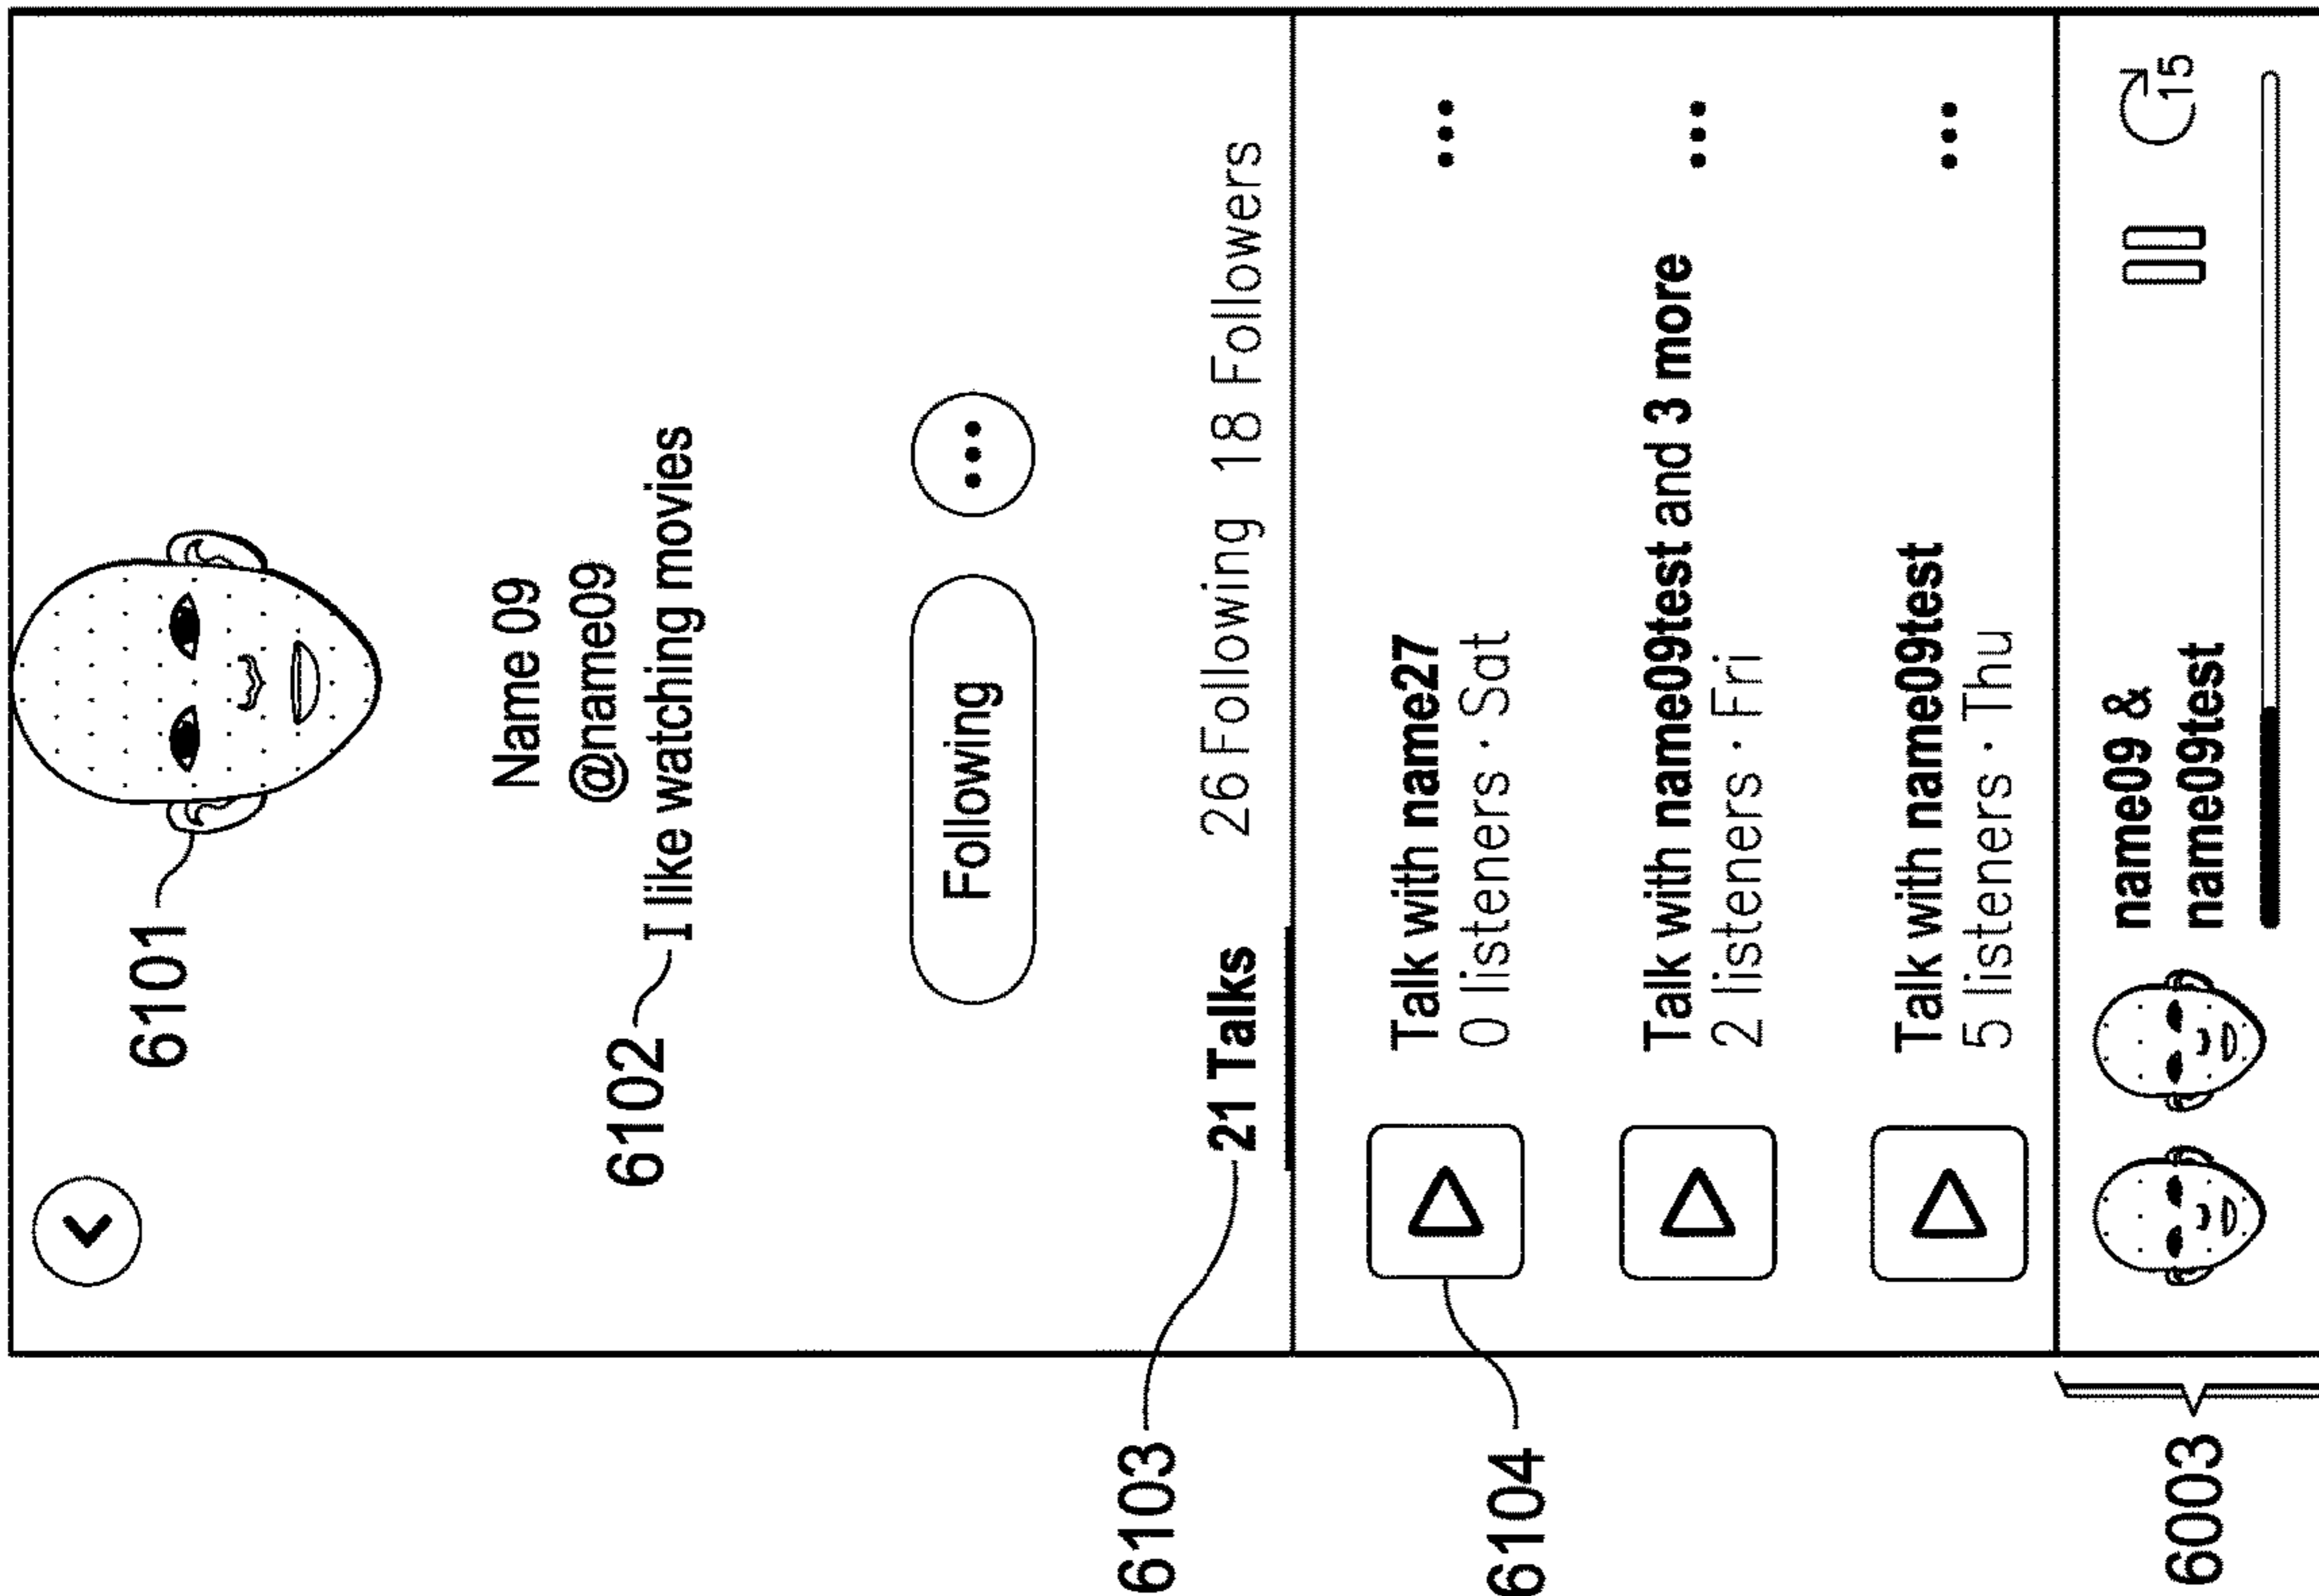 6101
Name 09
@name09
6102 I like watching movies
Following
6103 21 Talks 26 Following 18 Followers
6104
Talk with name27
0 listeners · Sat
Talk with name09test and 3 more
2 listeners · Fri
Talk with name09test
5 listeners · Thu
6003
name09 &
name09test
15